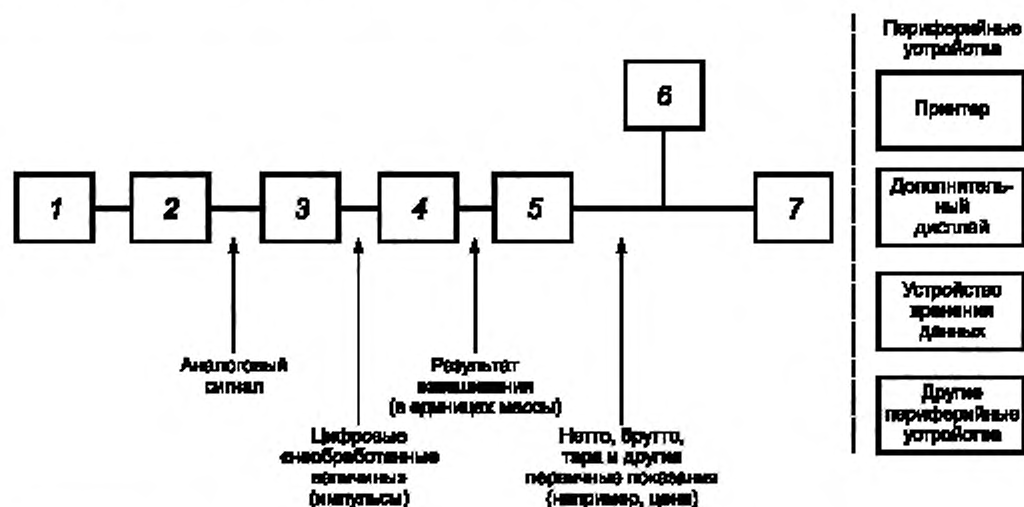 Периферийные
устройства
6
Принтер
1
2
3
4
5
7
Дополнитель-
ный
дисплей
Устройство
хранения
данных
Аналоговый
сигнал
Результат
взвешивания
(в единицах массы)
Другие
периферийные
устройства
Цифровые
«необработанные
величины»
(импульсы)
Нетто, брутто,
тара и другие
первичные показания
(например, цена)